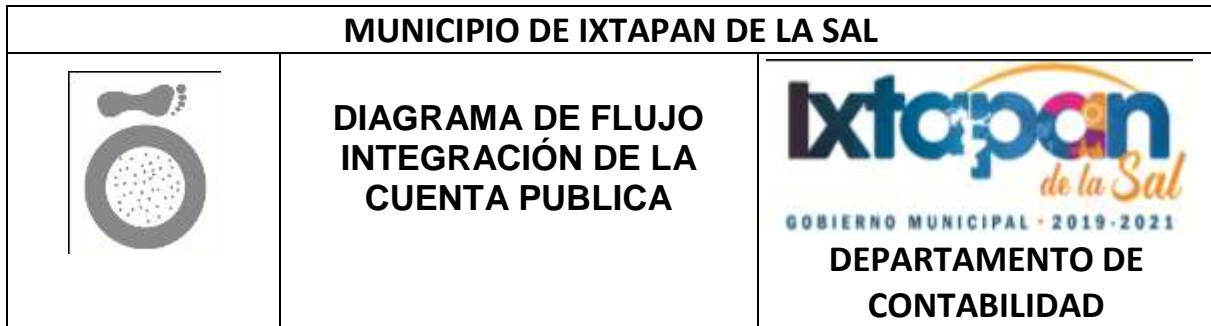 MUNICIPIO DE IXTAPAN DE LA SAL
DIAGRAMA DE FLUJO
INTEGRACIÓN DE LA
CUENTA PUBLICA
Ixtapan
de la Sal
GOBIERNO MUNICIPAL · 2019-2021
DEPARTAMENTO DE
CONTABILIDAD